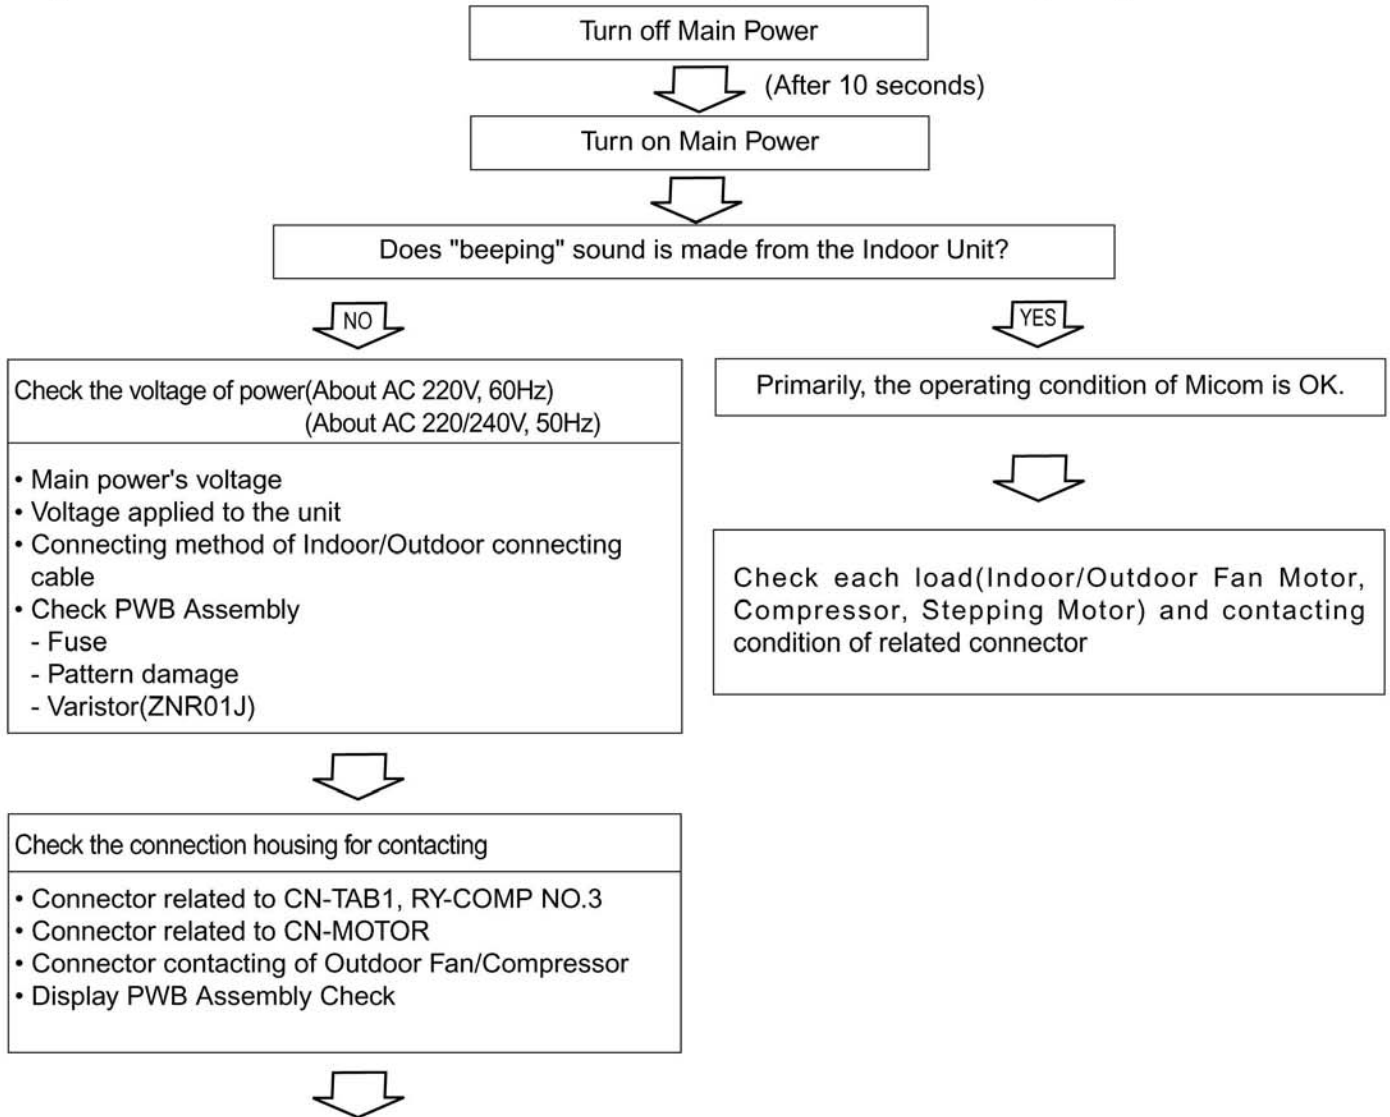 Turn off Main Power
(After 10 seconds)
Turn on Main Power
Does "beeping" sound is made from the Indoor Unit?
NO
YES
Check the voltage of power(About AC 220V, 60Hz)
(About AC 220/240V, 50Hz)
• Main power's voltage
• Voltage applied to the unit
• Connecting method of Indoor/Outdoor connecting
cable
• Check PWB Assembly
- Fuse
- Pattern damage
- Varistor(ZNR01J)
Primarily, the operating condition of Micom is OK.
Check each load(Indoor/Outdoor Fan Motor,
Compressor, Stepping Motor) and contacting
condition of related connector
Check the connection housing for contacting
• Connector related to CN-TAB1, RY-COMP NO.3
• Connector related to CN-MOTOR
• Connector contacting of Outdoor Fan/Compressor
• Display PWB Assembly Check